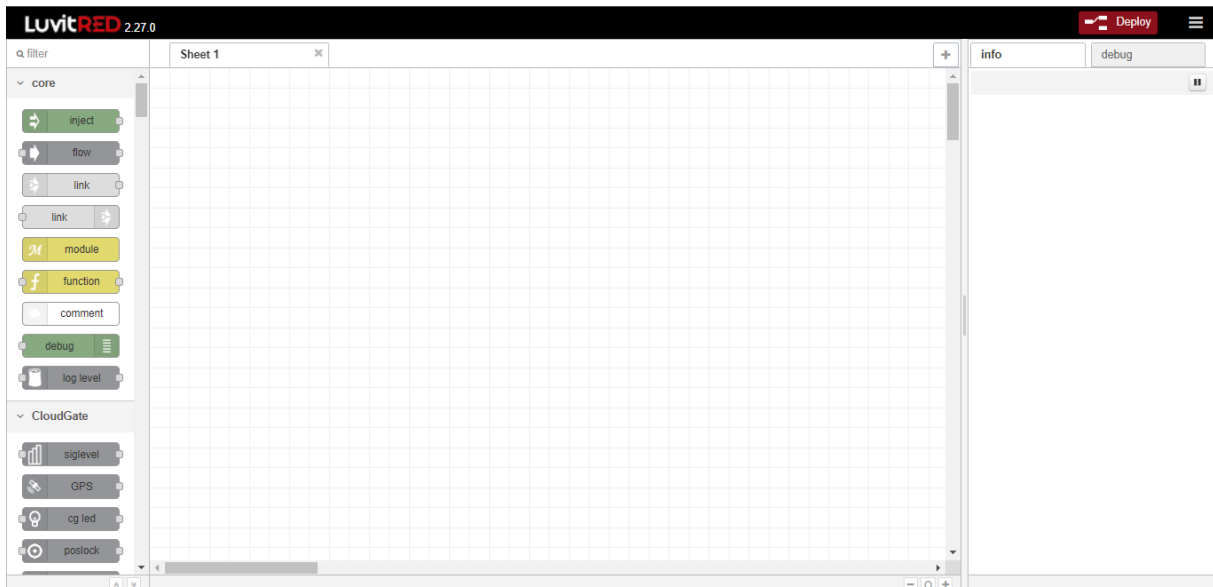 LuvitRED 2.27.0
Deploy
filter
Sheet 1
info
debug
core
inject
flow
link
link
module
function
comment
debug
log level
CloudGate
siglevel
GPS
cg led
poslock